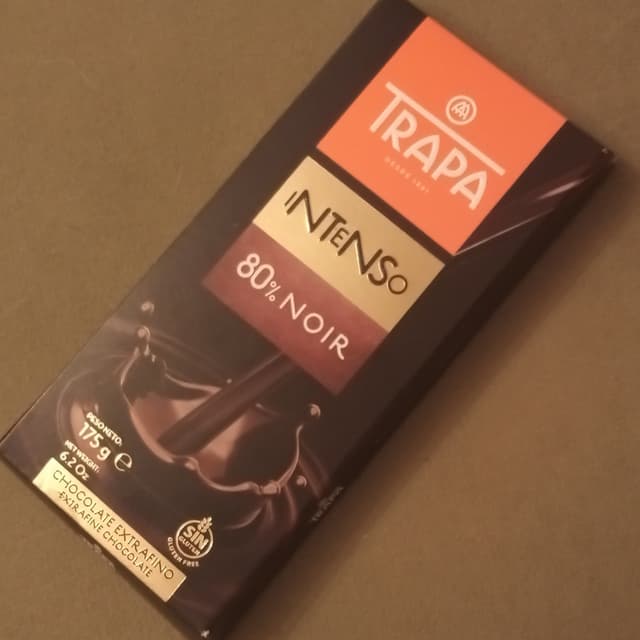 TRAPA
DESDE 1891
INTENSO
80% NOIR
PESO NETO:
175 g ℮
NET WEIGHT:
6.2 Oz
CHOCOLATE EXTRAFINO
EXTRAFINE CHOCOLATE
SIN
GLUTEN
GLUTEN FREE